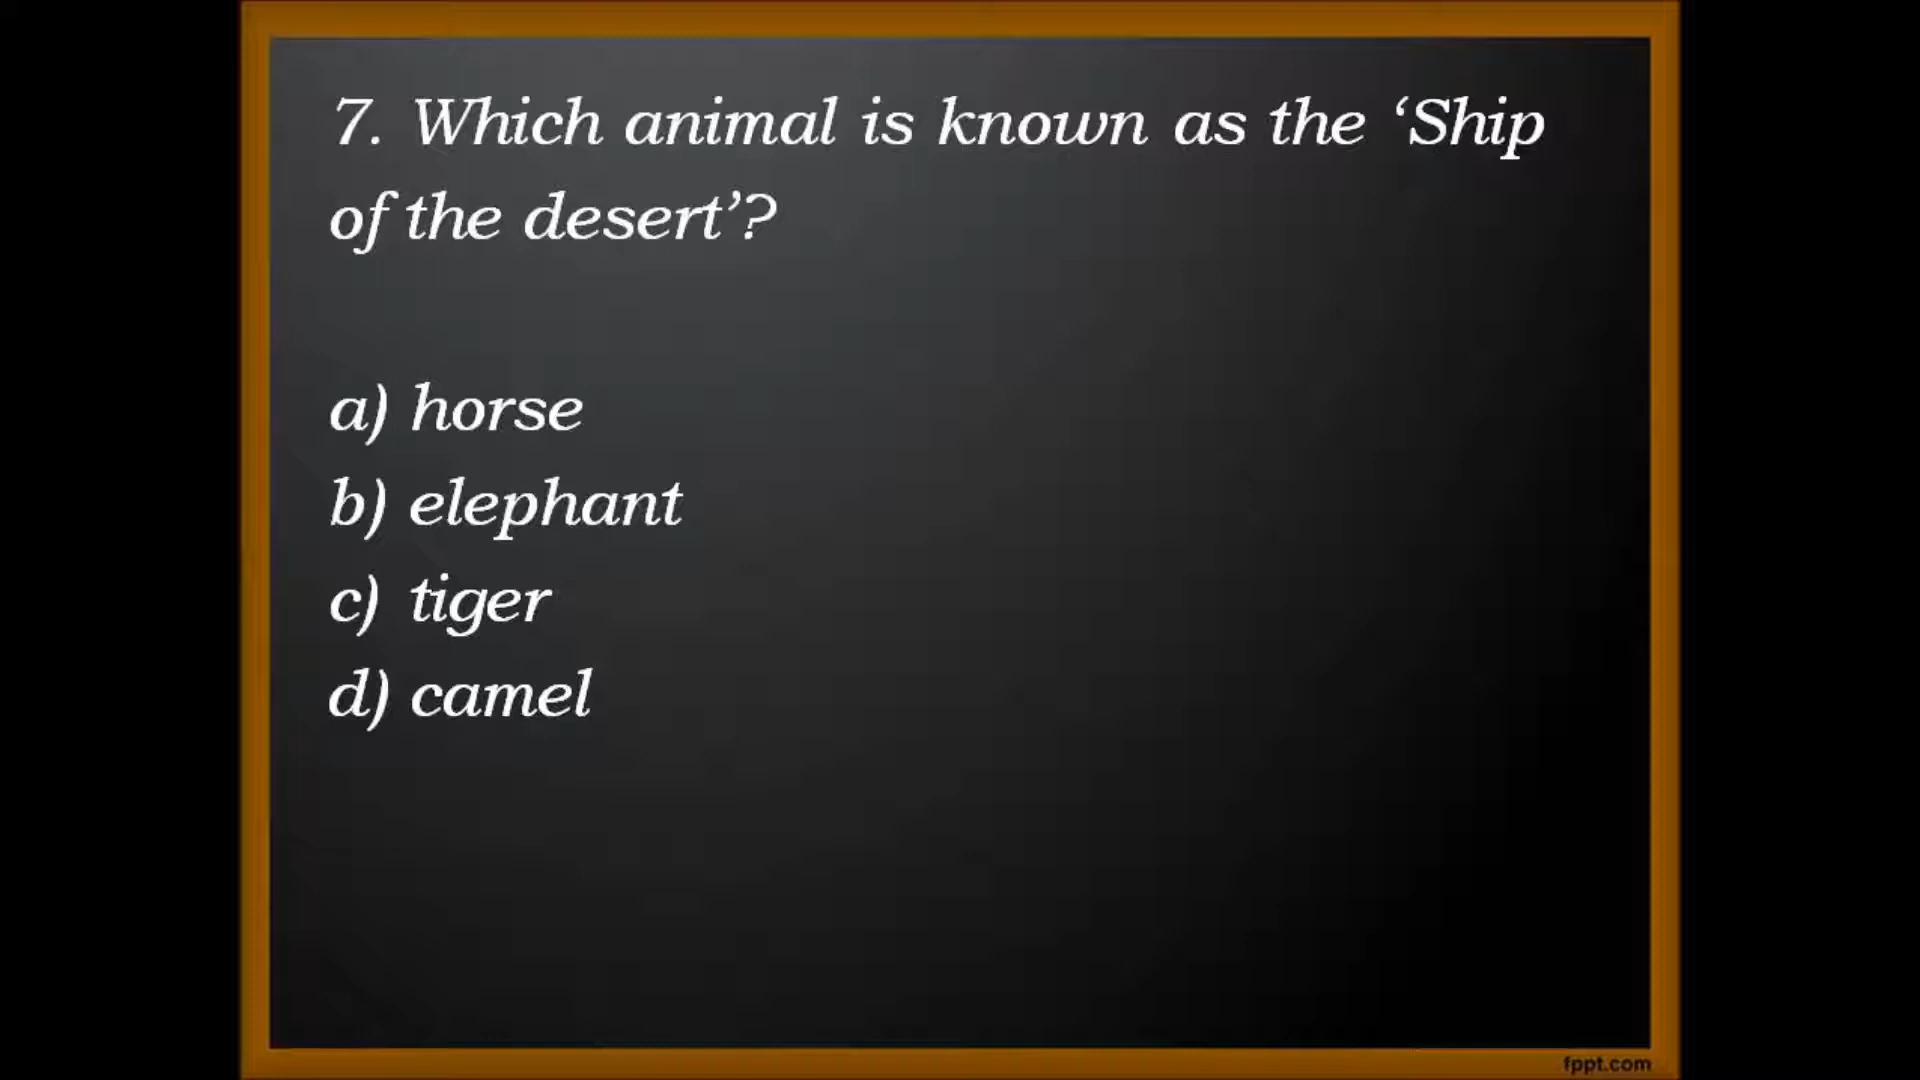 7. Which animal is known as the ‘Ship
of the desert’?
a) horse
b) elephant
c) tiger
d) camel
fppt.com